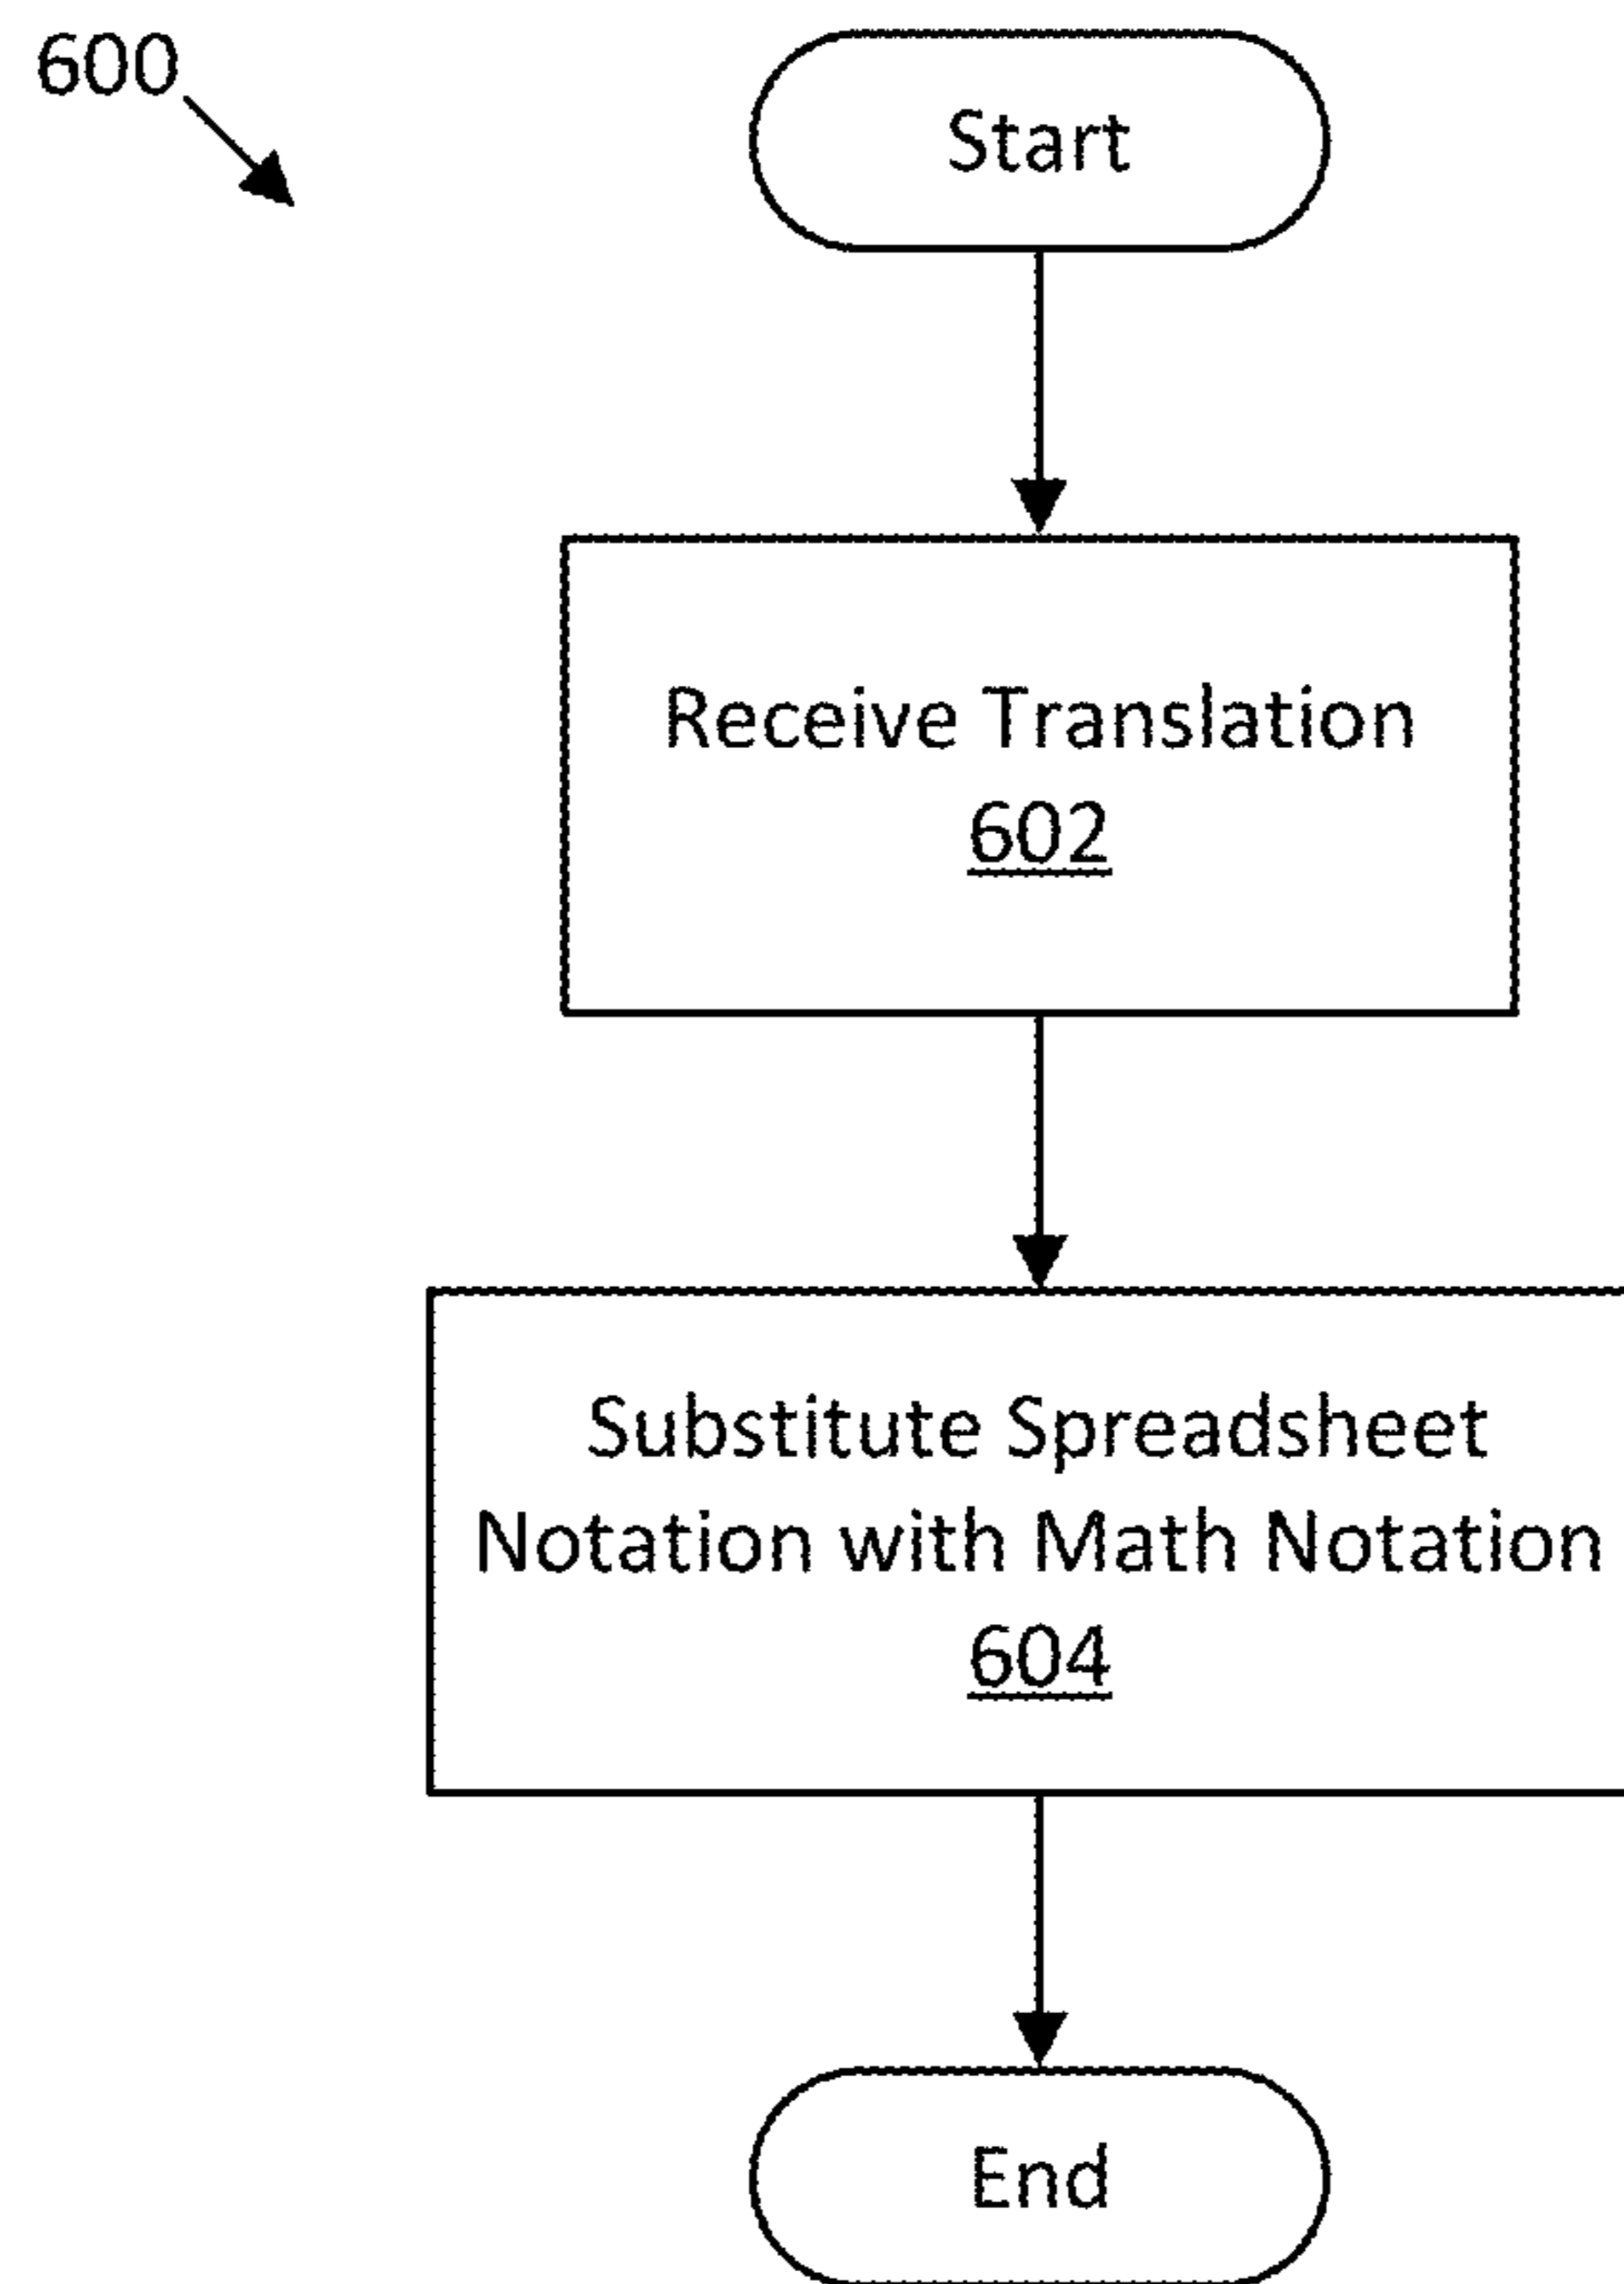 600
Start
Receive Translation
602
Substitute Spreadsheet
Notation with Math Notation
604
End